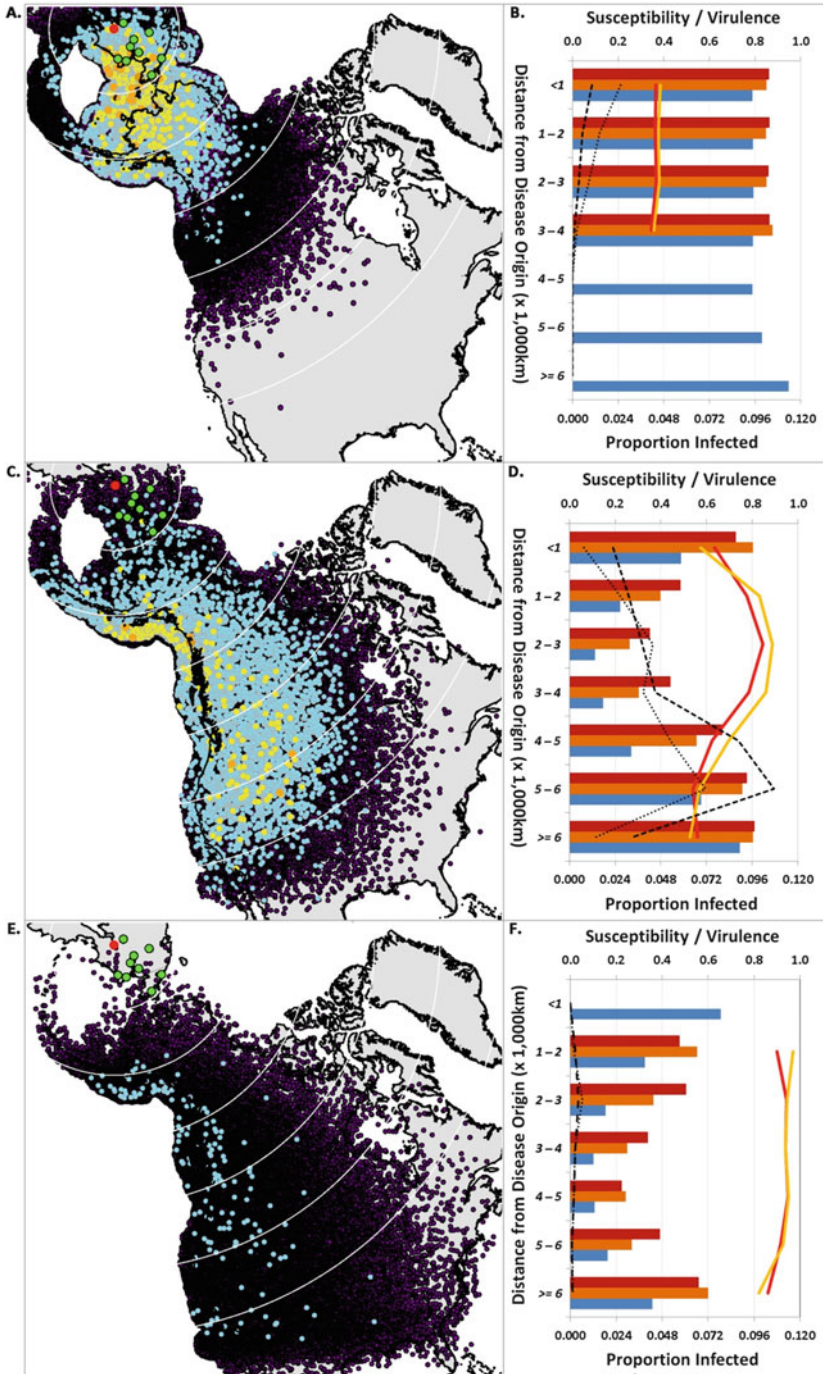 A.
B.
Susceptibility / Virulence
0.0 0.2 0.4 0.6 0.8 1.0
Distance from Disease Origin (x 1,000km)
<1
1 – 2
2 – 3
3 – 4
4 – 5
5 – 6
>= 6
0.000 0.024 0.048 0.072 0.096 0.120
Proportion Infected
C.
D.
Susceptibility / Virulence
0.0 0.2 0.4 0.6 0.8 1.0
Distance from Disease Origin (x 1,000km)
<1
1 – 2
2 – 3
3 – 4
4 – 5
5 – 6
>= 6
0.000 0.024 0.048 0.072 0.096 0.120
Proportion Infected
E.
F.
Susceptibility / Virulence
0.0 0.2 0.4 0.6 0.8 1.0
Distance from Disease Origin (x 1,000km)
<1
1 – 2
2 – 3
3 – 4
4 – 5
5 – 6
>= 6
0.000 0.024 0.048 0.072 0.096 0.120
Proportion Infected